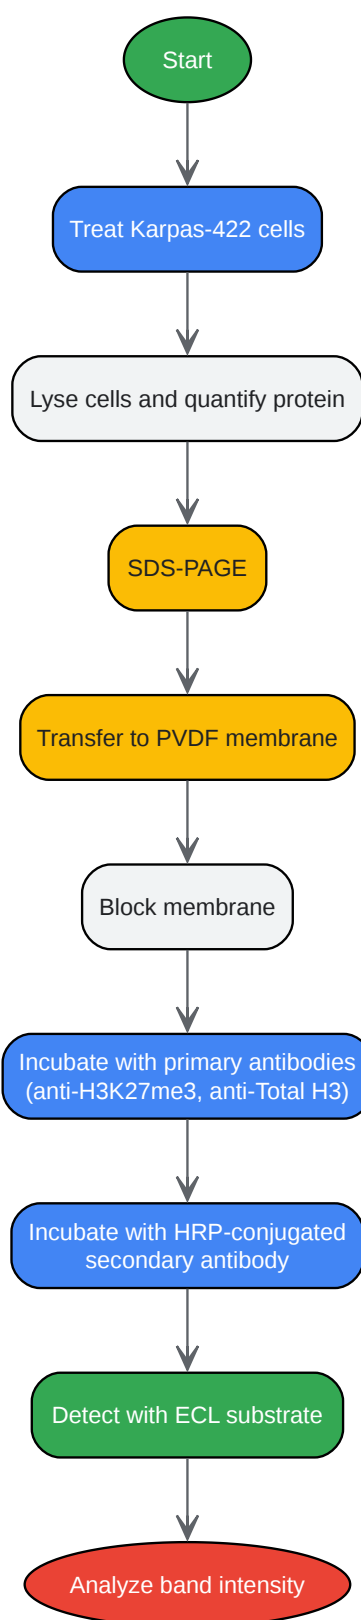 Start
Treat Karpas-422 cells
Lyse cells and quantify protein
SDS-PAGE
Transfer to PVDF membrane
Block membrane
Incubate with primary antibodies
(anti-H3K27me3, anti-Total H3)
Incubate with HRP-conjugated
secondary antibody
Detect with ECL substrate
Analyze band intensity